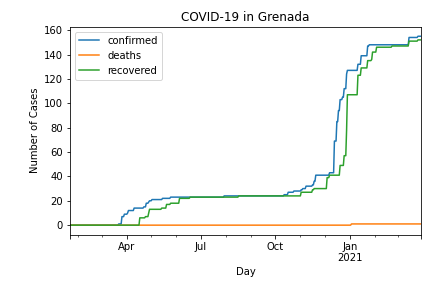 COVID-19 in Grenada
confirmed
deaths
recovered
Number of Cases
160
140
120
100
80
60
40
20
0
Apr
Jul
Oct
Jan
2021
Day